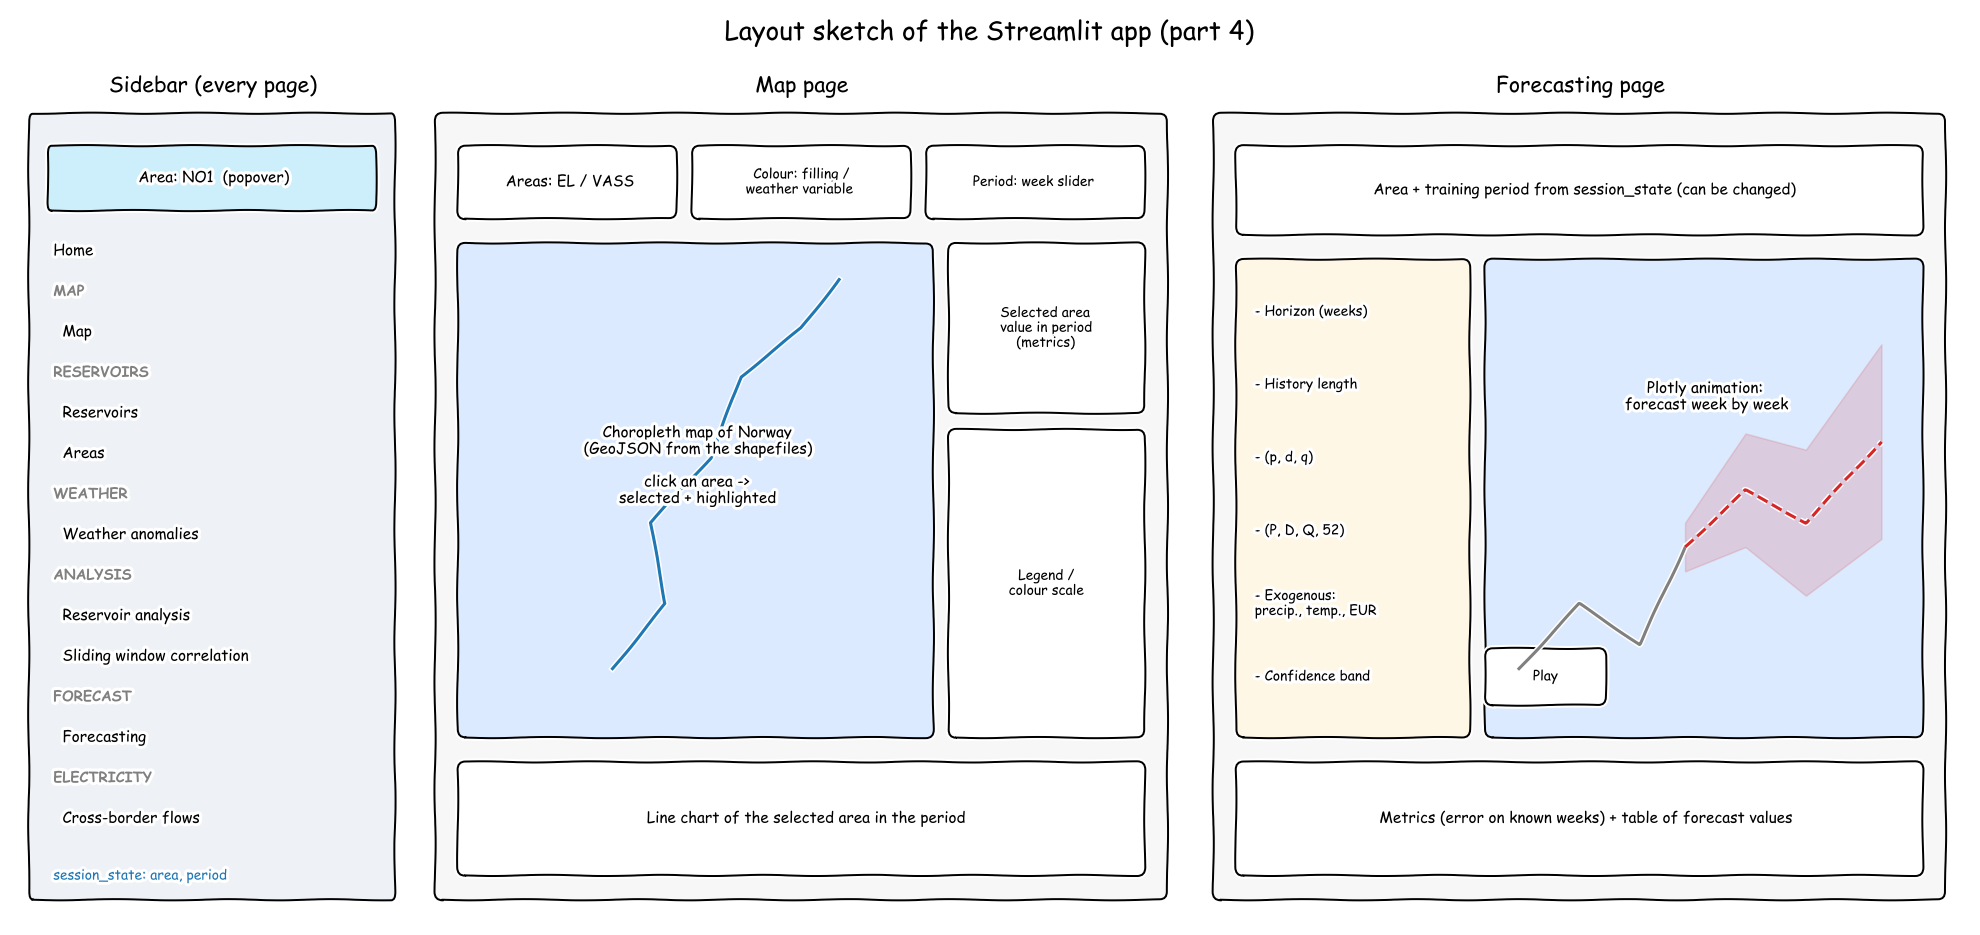 Layout sketch of the Streamlit app (part 4)
Sidebar (every page)
Area: NO1  (popover)
Home
MAP
Map
RESERVOIRS
Reservoirs
Areas
WEATHER
Weather anomalies
ANALYSIS
Reservoir analysis
Sliding window correlation
FORECAST
Forecasting
ELECTRICITY
Cross-border flows
session_state: area, period
Map page
Areas: EL / VASS
Colour: filling /
weather variable
Period: week slider
Choropleth map of Norway
(GeoJSON from the shapefiles)
click an area ->
selected + highlighted
Selected area
value in period
(metrics)
Legend /
colour scale
Line chart of the selected area in the period
Forecasting page
Area + training period from session_state (can be changed)
- Horizon (weeks)
- History length
- (p, d, q)
- (P, D, Q, 52)
- Exogenous:
precip., temp., EUR
- Confidence band
Plotly animation:
forecast week by week
Play
Metrics (error on known weeks) + table of forecast values